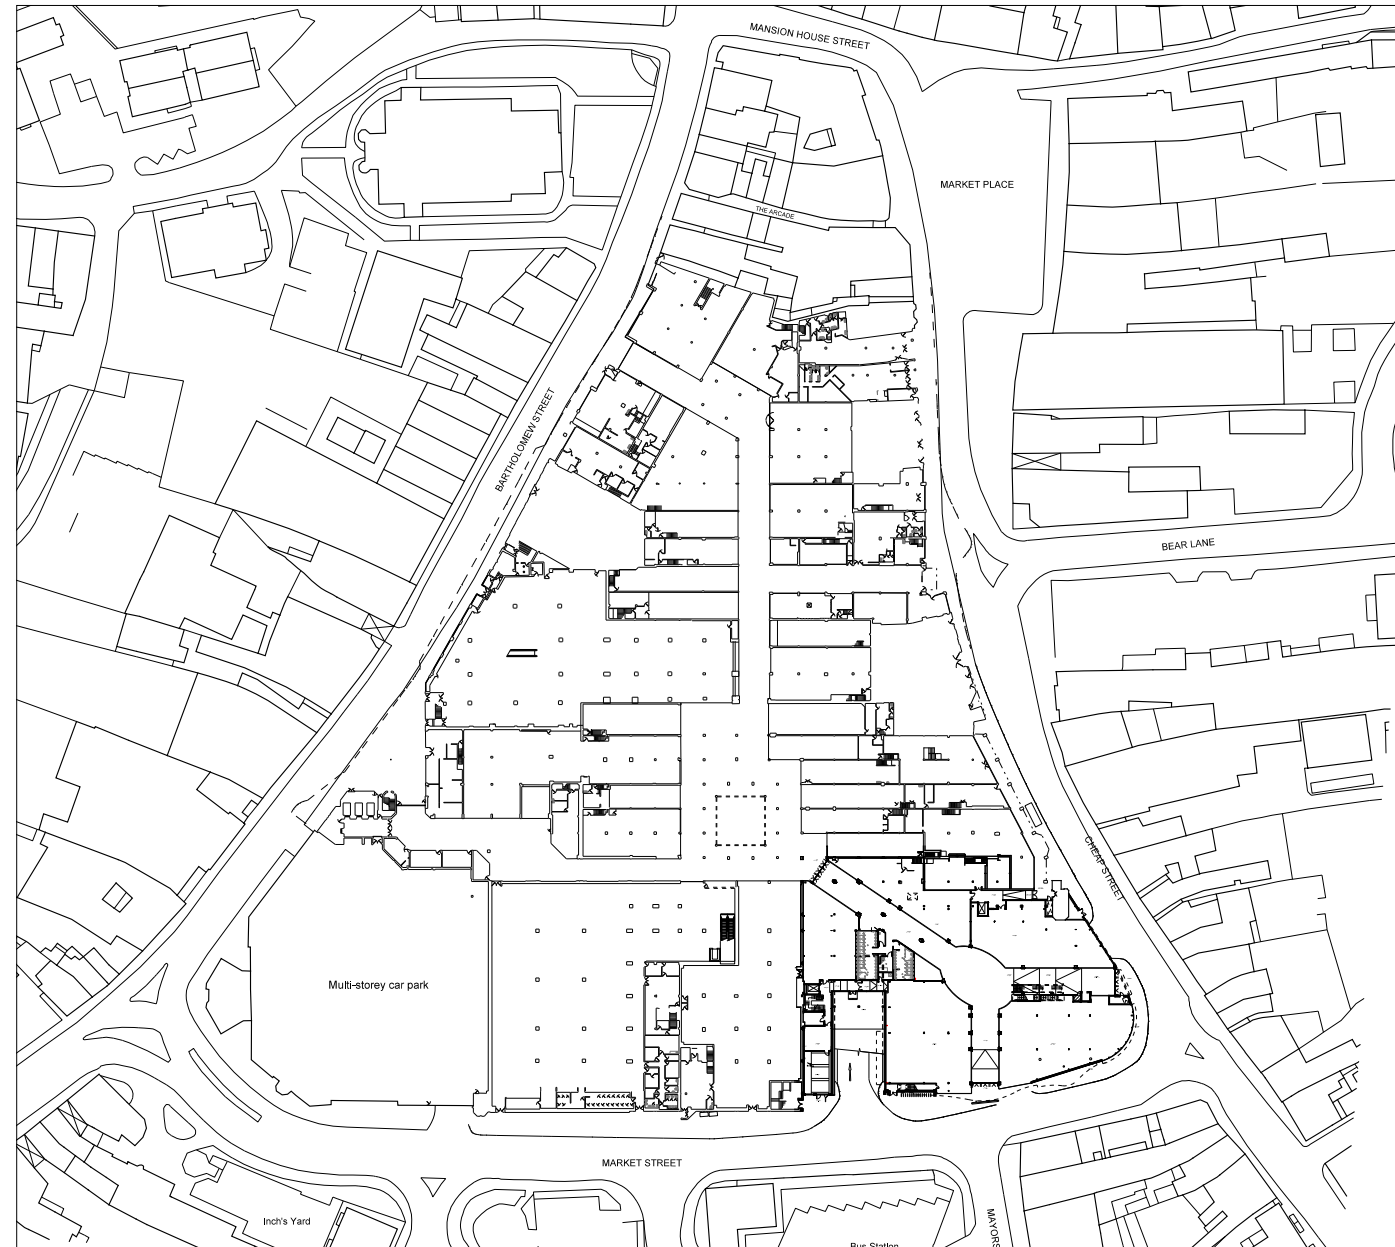 MANSION HOUSE STREET
MARKET PLACE
THE ARCADE
BARTHOLOMEW STREET
BEAR LANE
CHEAP STREET
Multi-storey car park
MARKET STREET
Inch's Yard
MAYORS
Bus Station